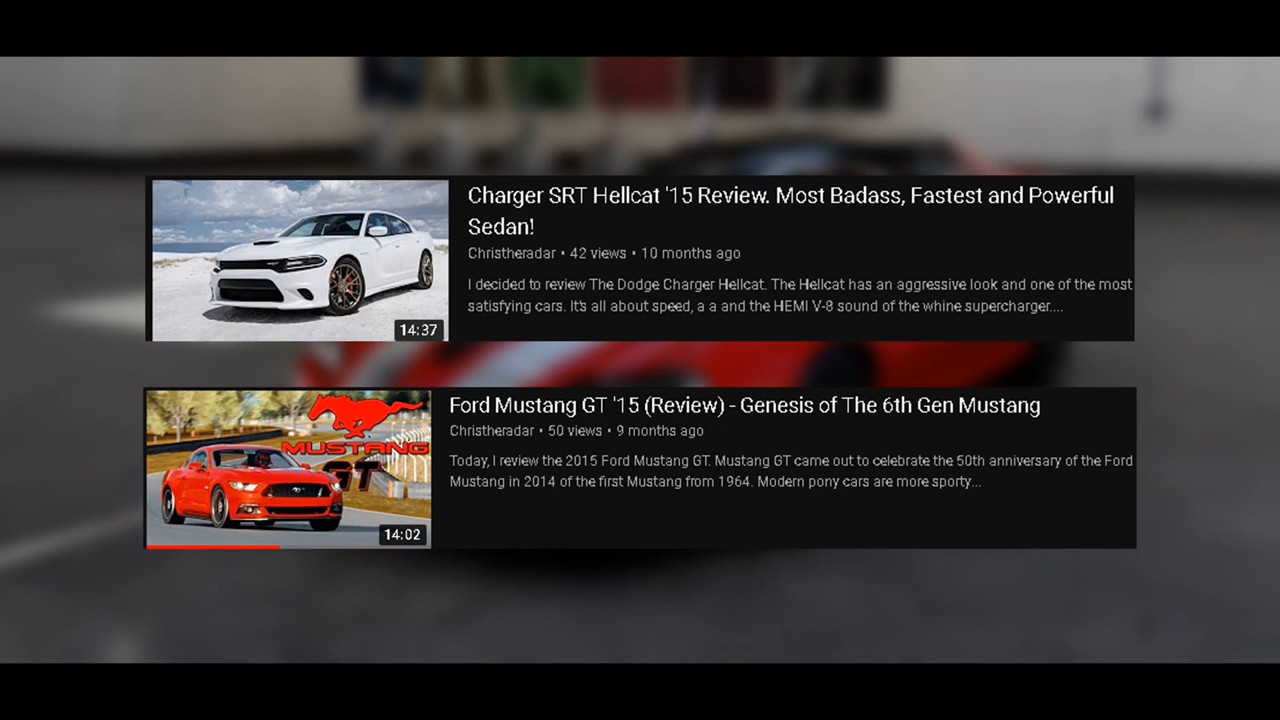 Charger SRT Hellcat '15 Review. Most Badass, Fastest and Powerful
Sedan!
Christheradar • 42 views • 10 months ago
I decided to review The Dodge Charger Hellcat. The Hellcat has an aggressive look and one of the most
satisfying cars. It's all about speed, a a and the HEMI V-8 sound of the whine supercharger....
14:37
Ford Mustang GT '15 (Review) - Genesis of The 6th Gen Mustang
Christheradar • 50 views • 9 months ago
Today, I review the 2015 Ford Mustang GT. Mustang GT came out to celebrate the 50th anniversary of the Ford
Mustang in 2014 of the first Mustang from 1964. Modern pony cars are more sporty...
MUSTANG
GT
14:02